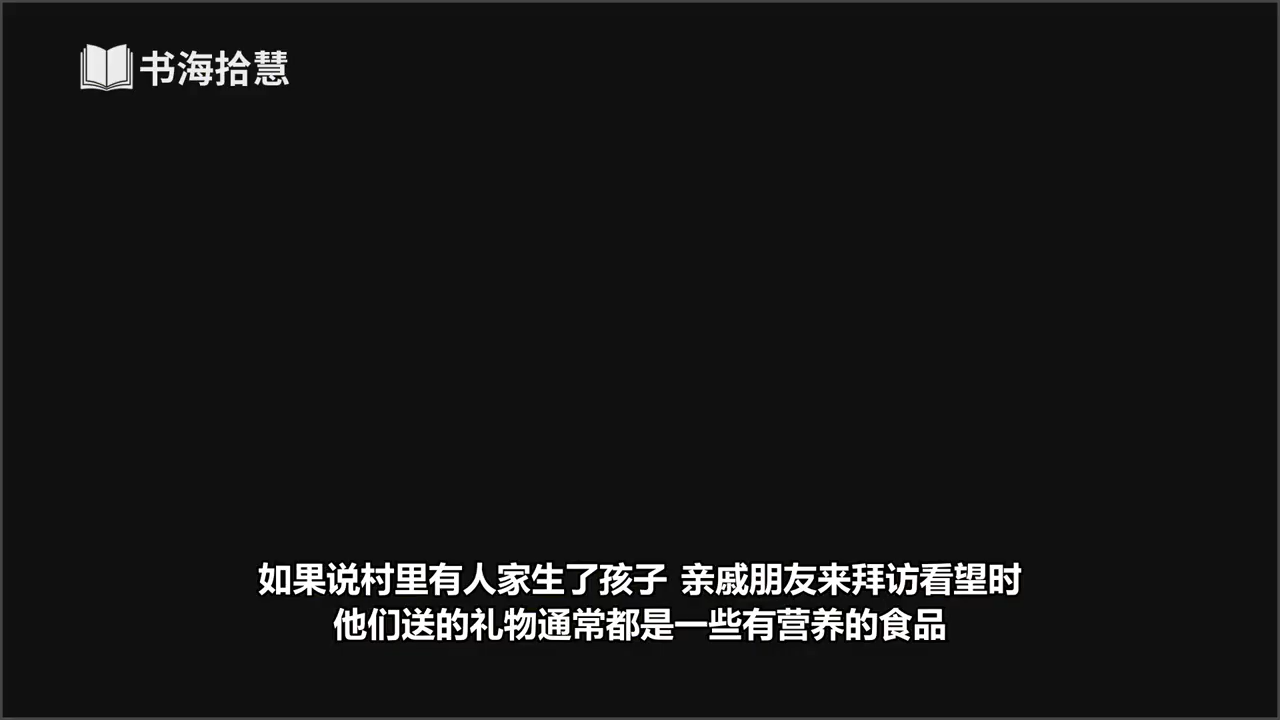 书海拾慧
如果说村里有人家生了孩子 亲戚朋友来拜访看望时
他们送的礼物通常都是一些有营养的食品